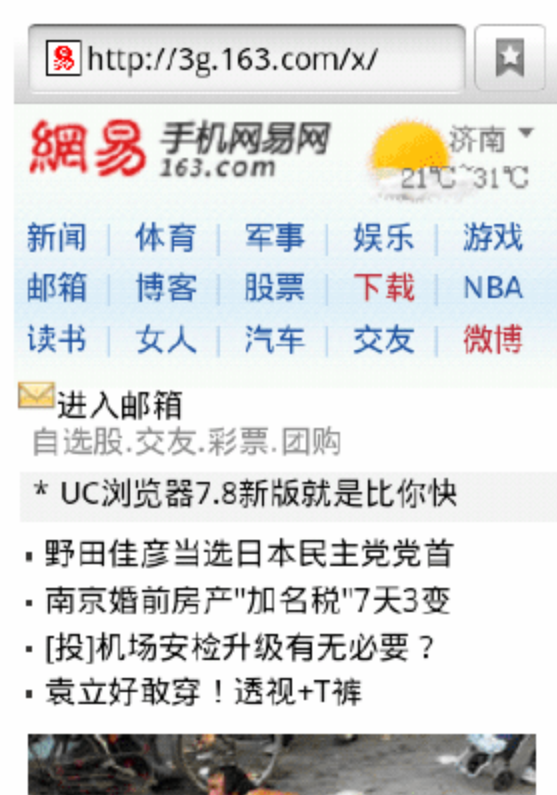 http://3g.163.com/x/
網易 手机网易网
163.com
济南
21℃~31℃
新闻 | 体育 | 军事 | 娱乐 | 游戏
邮箱 | 博客 | 股票 | 下载 | NBA
读书 | 女人 | 汽车 | 交友 | 微博
进入邮箱
自选股.交友.彩票.团购
* UC浏览器7.8新版就是比你快
野田佳彦当选日本民主党党首
南京婚前房产"加名税"7天3变
[投]机场安检升级有无必要？
袁立好敢穿！透视+T裤